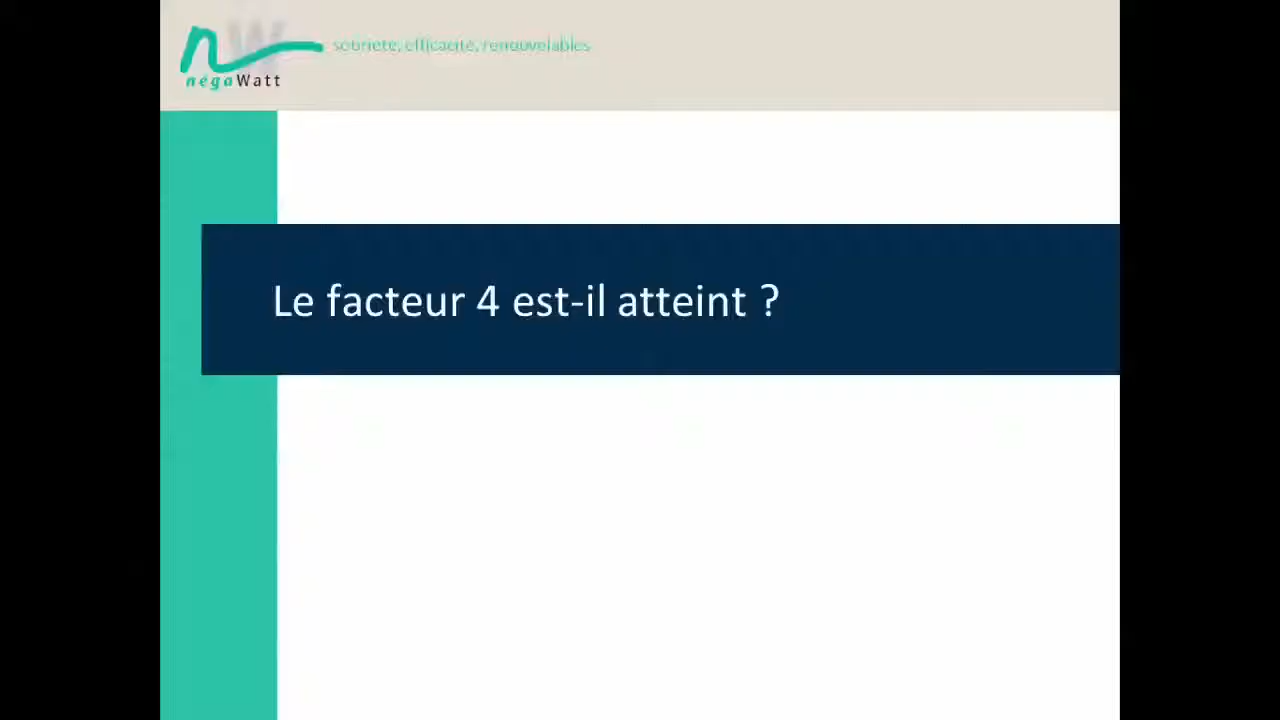 sobriété, efficacité, renouvelables
négaWatt
Le facteur 4 est-il atteint ?